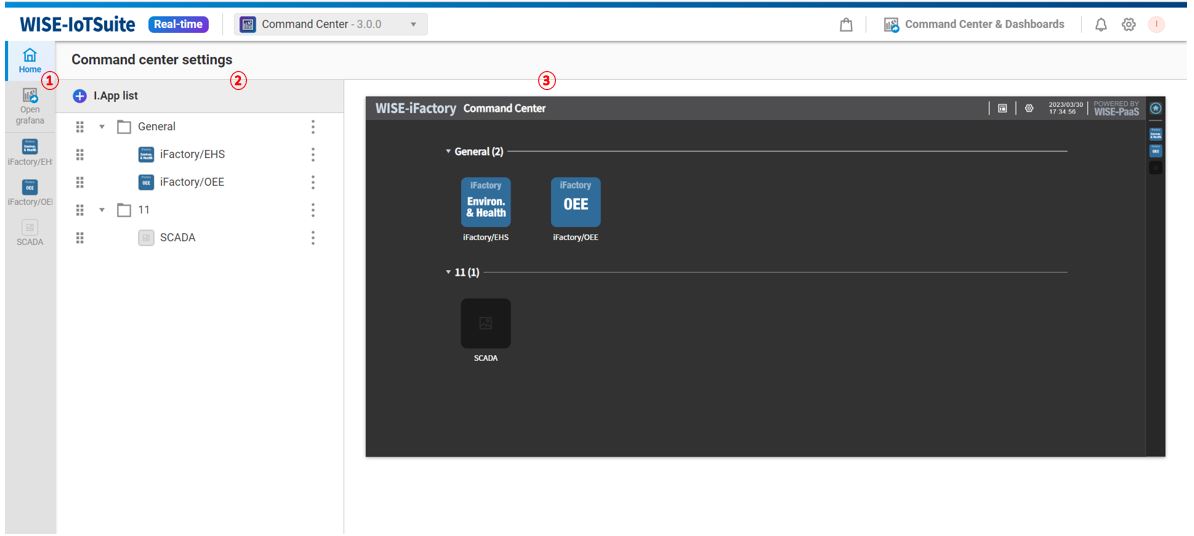 WISE-IoTSuite Real-time Command Center - 3.0.0 Command Center & Dashboards I
Home
Command center settings
① ② ③
Open
grafana
iFactory/EH
iFactory/OEI
SCADA
I.App list
General
iFactory/EHS
iFactory/OEE
11
SCADA
WISE-iFactory Command Center
2023/03/30
17:34:56
POWERED BY
WISE-PaaS
General (2)
iFactory
Environ.
& Health
iFactory/EHS
iFactory
OEE
iFactory/OEE
11 (1)
SCADA